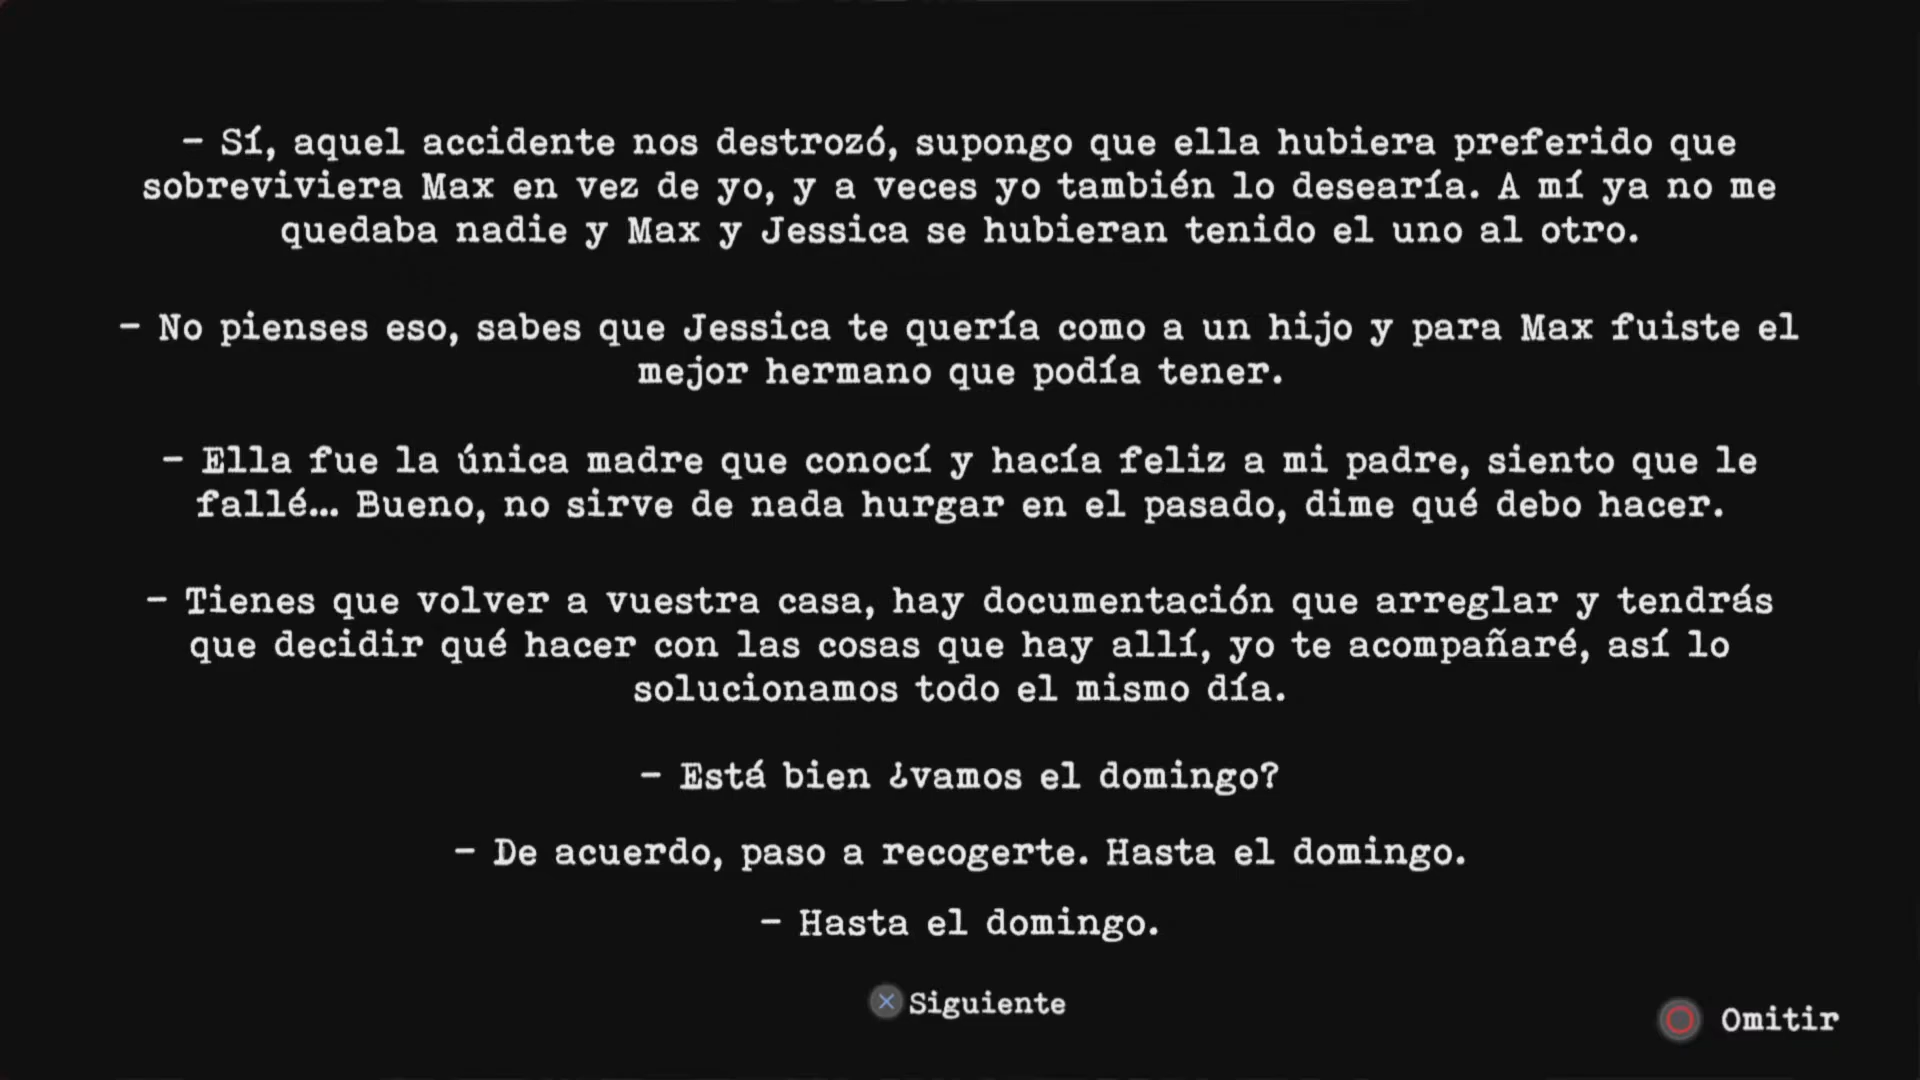 – Sí, aquel accidente nos destrozó, supongo que ella hubiera preferido que
sobreviviera Max en vez de yo, y a veces yo también lo desearía. A mí ya no me
quedaba nadie y Max y Jessica se hubieran tenido el uno al otro.
– No pienses eso, sabes que Jessica te quería como a un hijo y para Max fuiste el
mejor hermano que podía tener.
– Ella fue la única madre que conocí y hacía feliz a mi padre, siento que le
fallé… Bueno, no sirve de nada hurgar en el pasado, dime qué debo hacer.
– Tienes que volver a vuestra casa, hay documentación que arreglar y tendrás
que decidir qué hacer con las cosas que hay allí, yo te acompañaré, así lo
solucionamos todo el mismo día.
– Está bien ¿vamos el domingo?
– De acuerdo, paso a recogerte. Hasta el domingo.
– Hasta el domingo.
Siguiente
Omitir